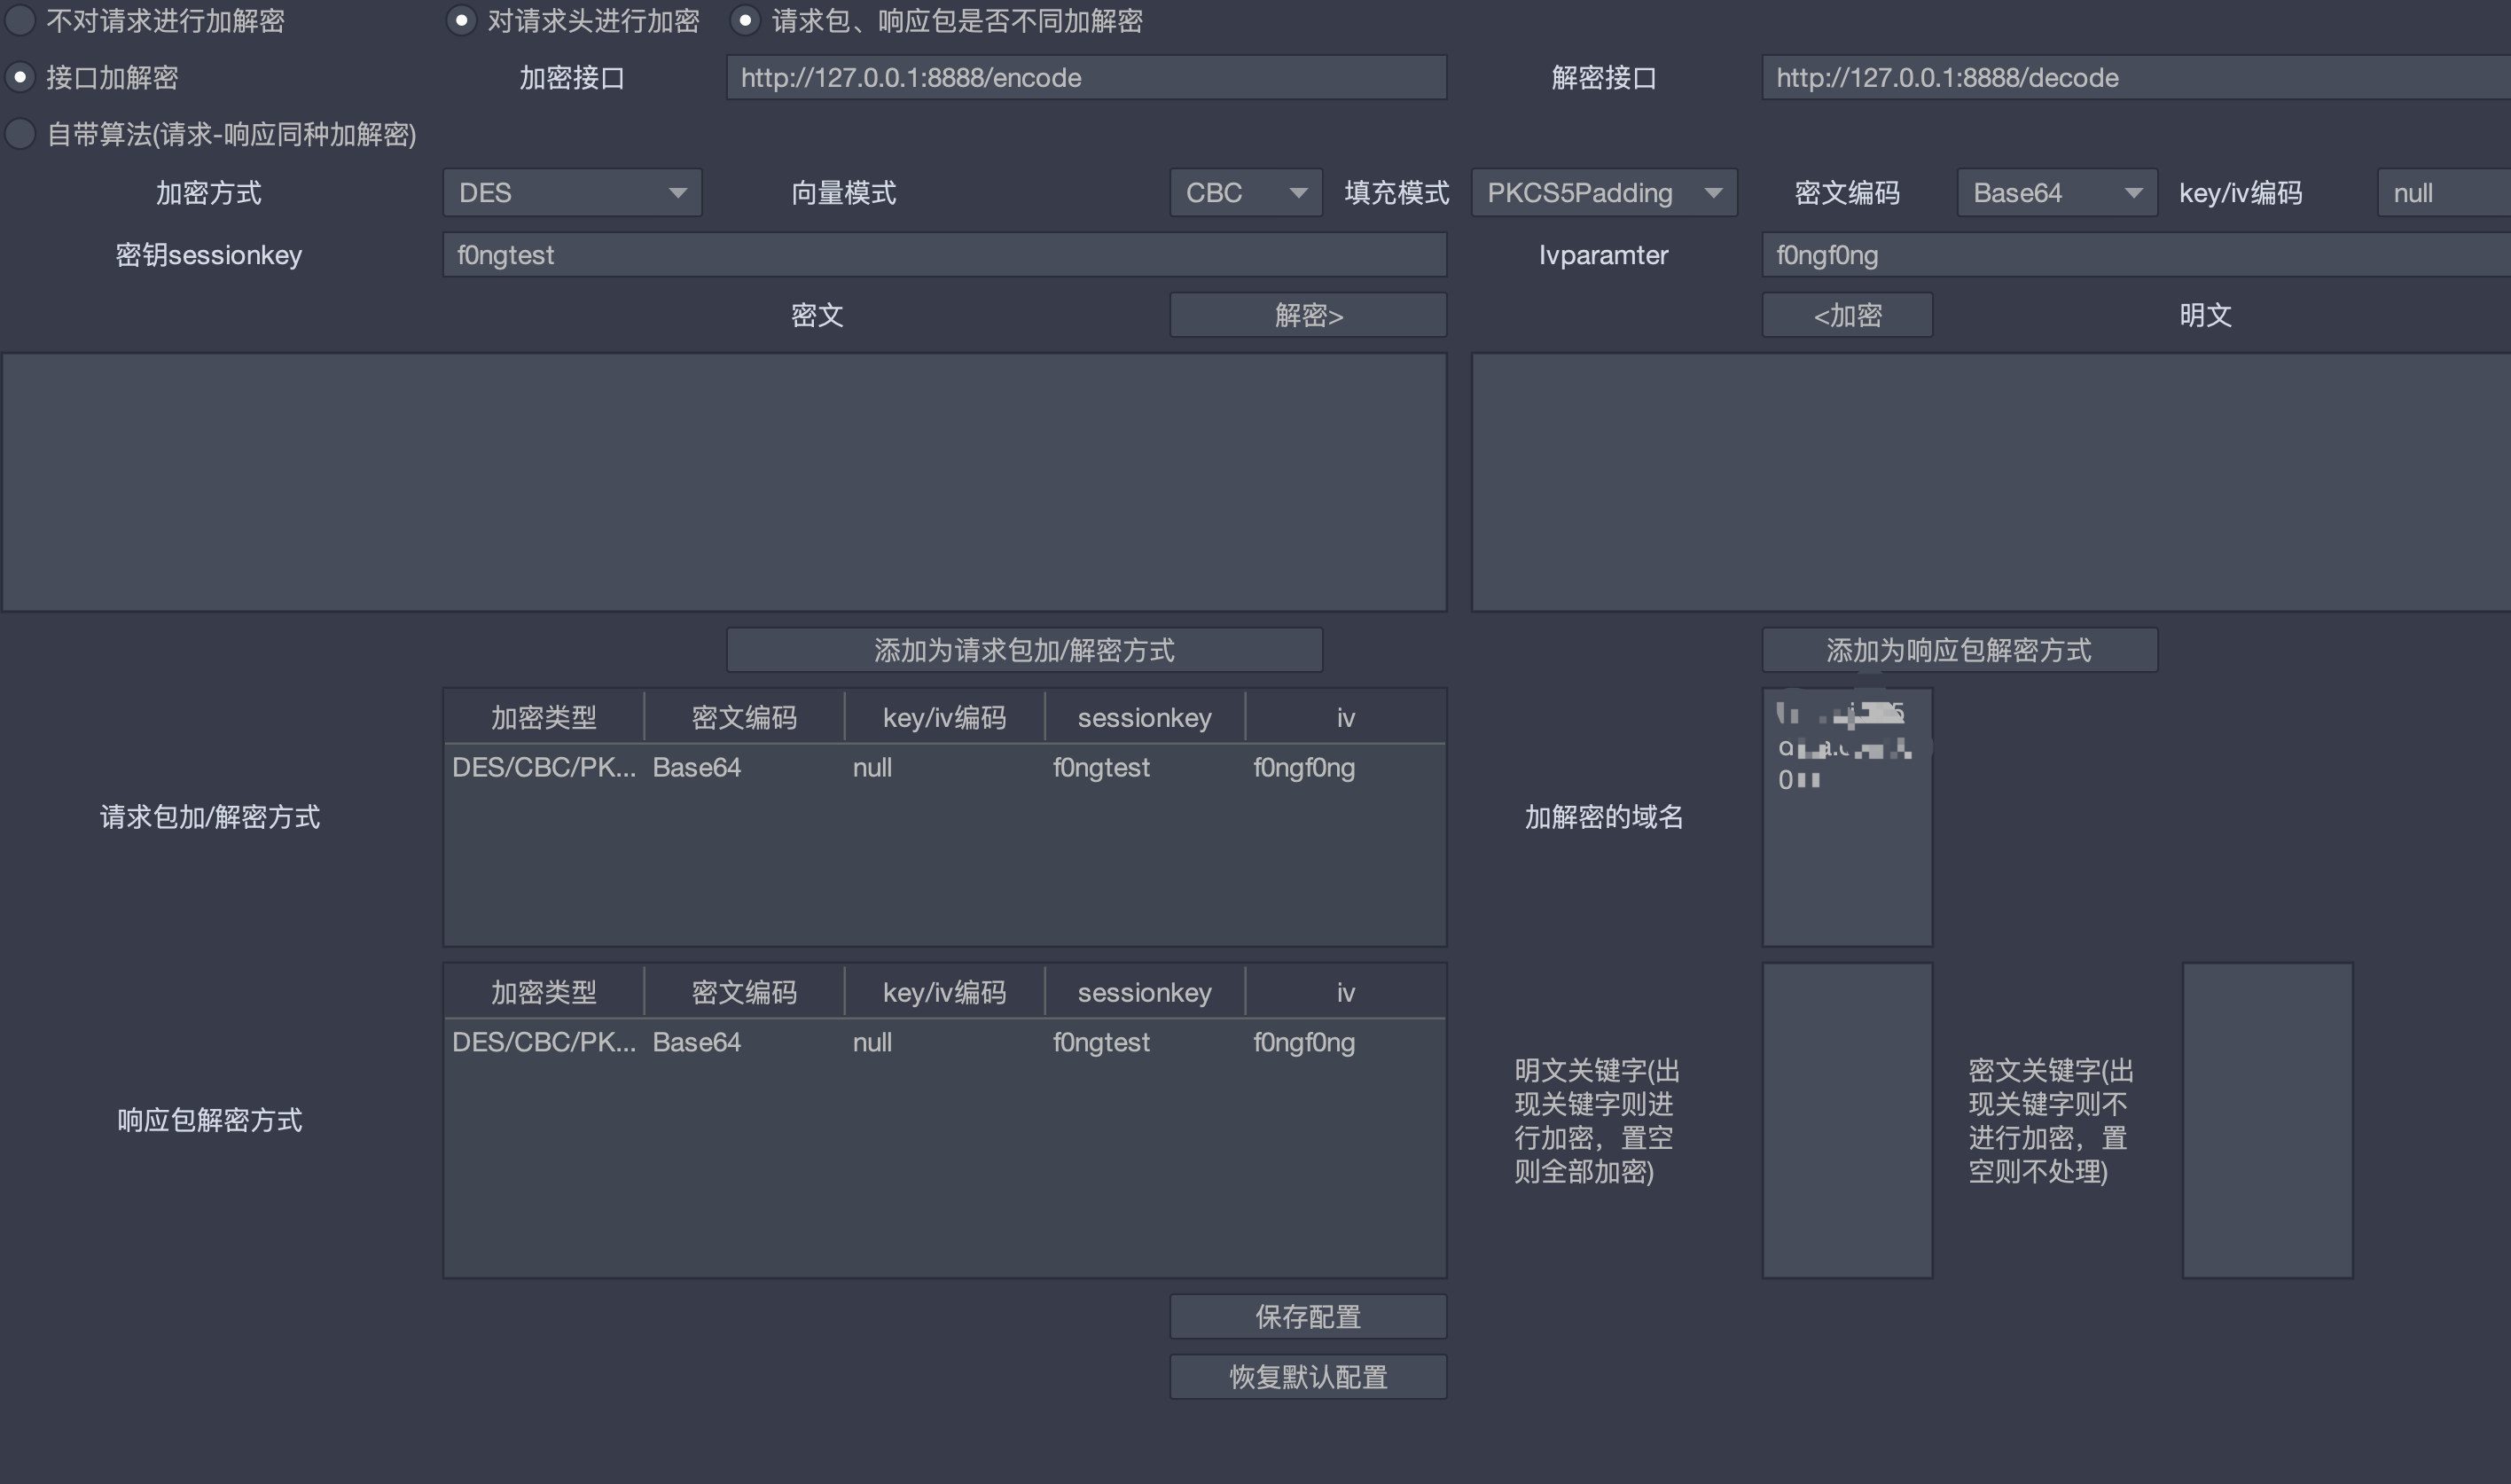 不对请求进行加解密 对请求头进行加密 请求包、响应包是否不同加解密
接口加解密 加密接口 http://127.0.0.1:8888/encode 解密接口 http://127.0.0.1:8888/decode
自带算法(请求-响应同种加解密)
加密方式 DES 向量模式 CBC 填充模式 PKCS5Padding 密文编码 Base64 key/iv编码 null
密钥sessionkey f0ngtest Ivparamter f0ngf0ng
密文 解密> <加密 明文
添加为请求包加/解密方式 添加为响应包解密方式
加密类型 密文编码 key/iv编码 sessionkey iv
DES/CBC/PK... Base64 null f0ngtest f0ngf0ng
请求包加/解密方式 加解密的域名
加密类型 密文编码 key/iv编码 sessionkey iv
DES/CBC/PK... Base64 null f0ngtest f0ngf0ng
响应包解密方式
明文关键字(出
现关键字则进
行加密，置空
则全部加密)
密文关键字(出
现关键字则不
进行加密，置
空则不处理)
保存配置
恢复默认配置